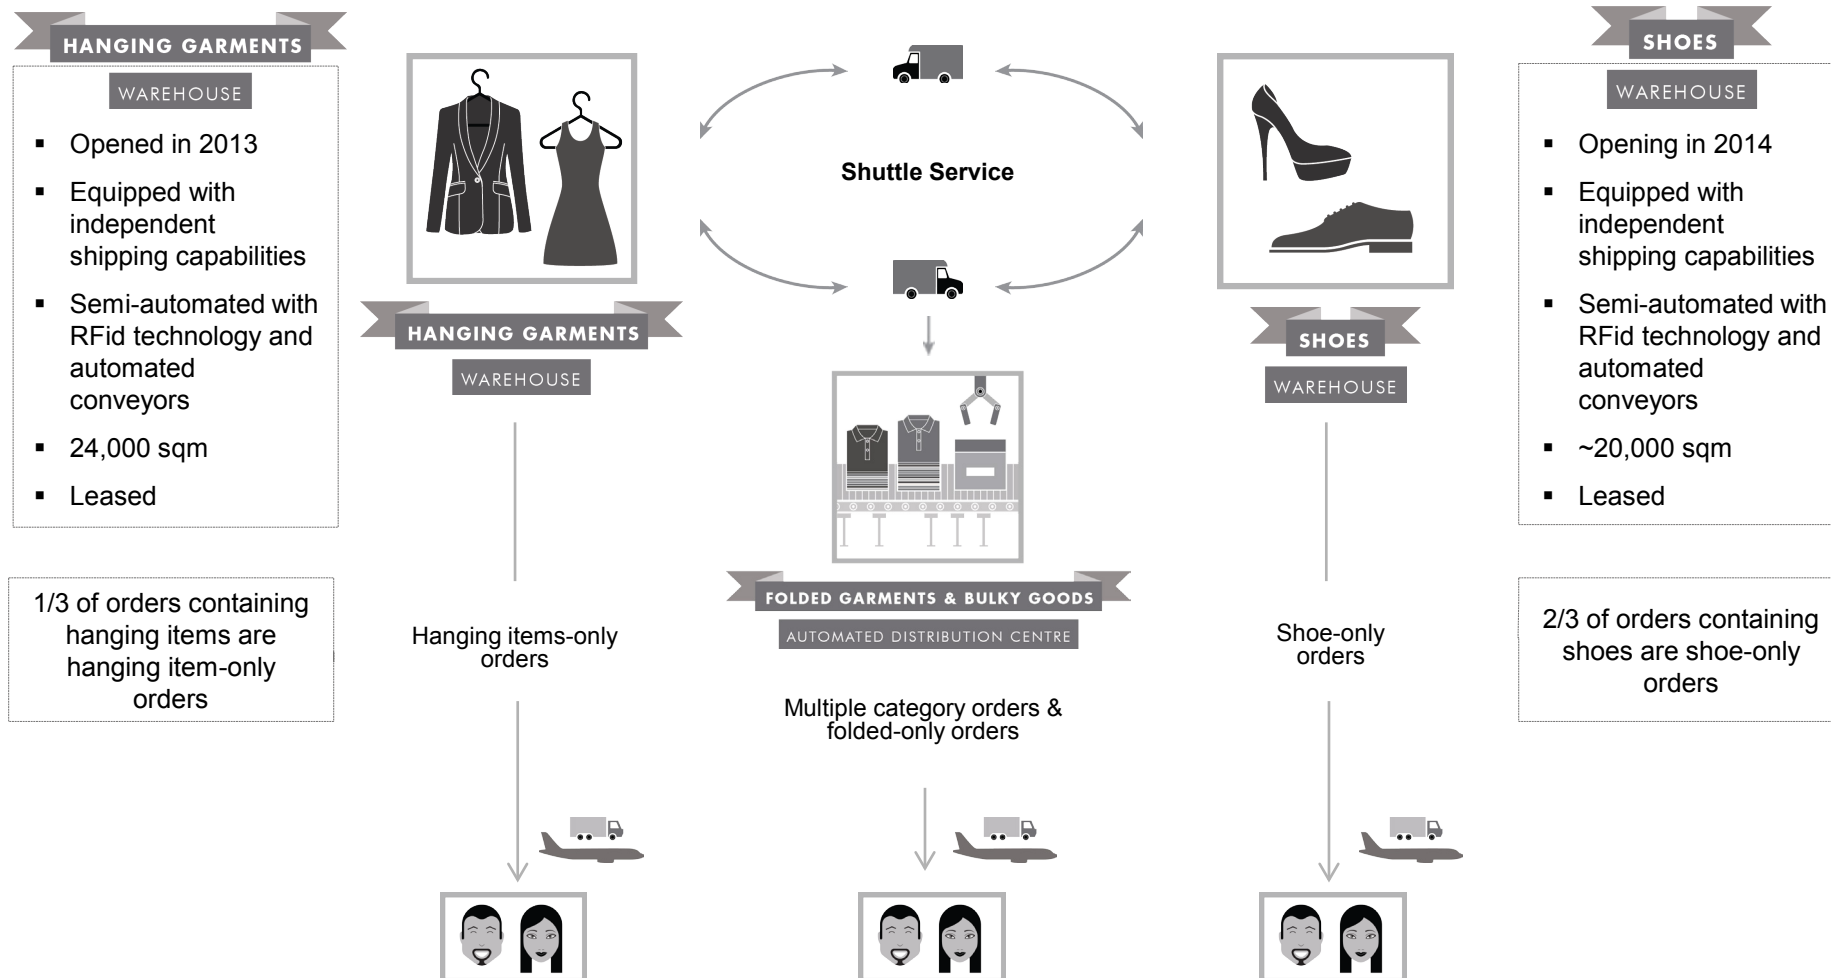 HANGING GARMENTS
WAREHOUSE
▪ Opened in 2013
▪ Equipped with
independent
shipping capabilities
▪ Semi-automated with
RFid technology and
automated
conveyors
▪ 24,000 sqm
▪ Leased
1/3 of orders containing
hanging items are
hanging item-only
orders
HANGING GARMENTS
WAREHOUSE
Hanging items-only
orders
Shuttle Service
FOLDED GARMENTS & BULKY GOODS
AUTOMATED DISTRIBUTION CENTRE
Multiple category orders &
folded-only orders
SHOES
WAREHOUSE
Shoe-only
orders
SHOES
WAREHOUSE
▪ Opening in 2014
▪ Equipped with
independent
shipping capabilities
▪ Semi-automated with
RFid technology and
automated
conveyors
▪ ~20,000 sqm
▪ Leased
2/3 of orders containing
shoes are shoe-only
orders